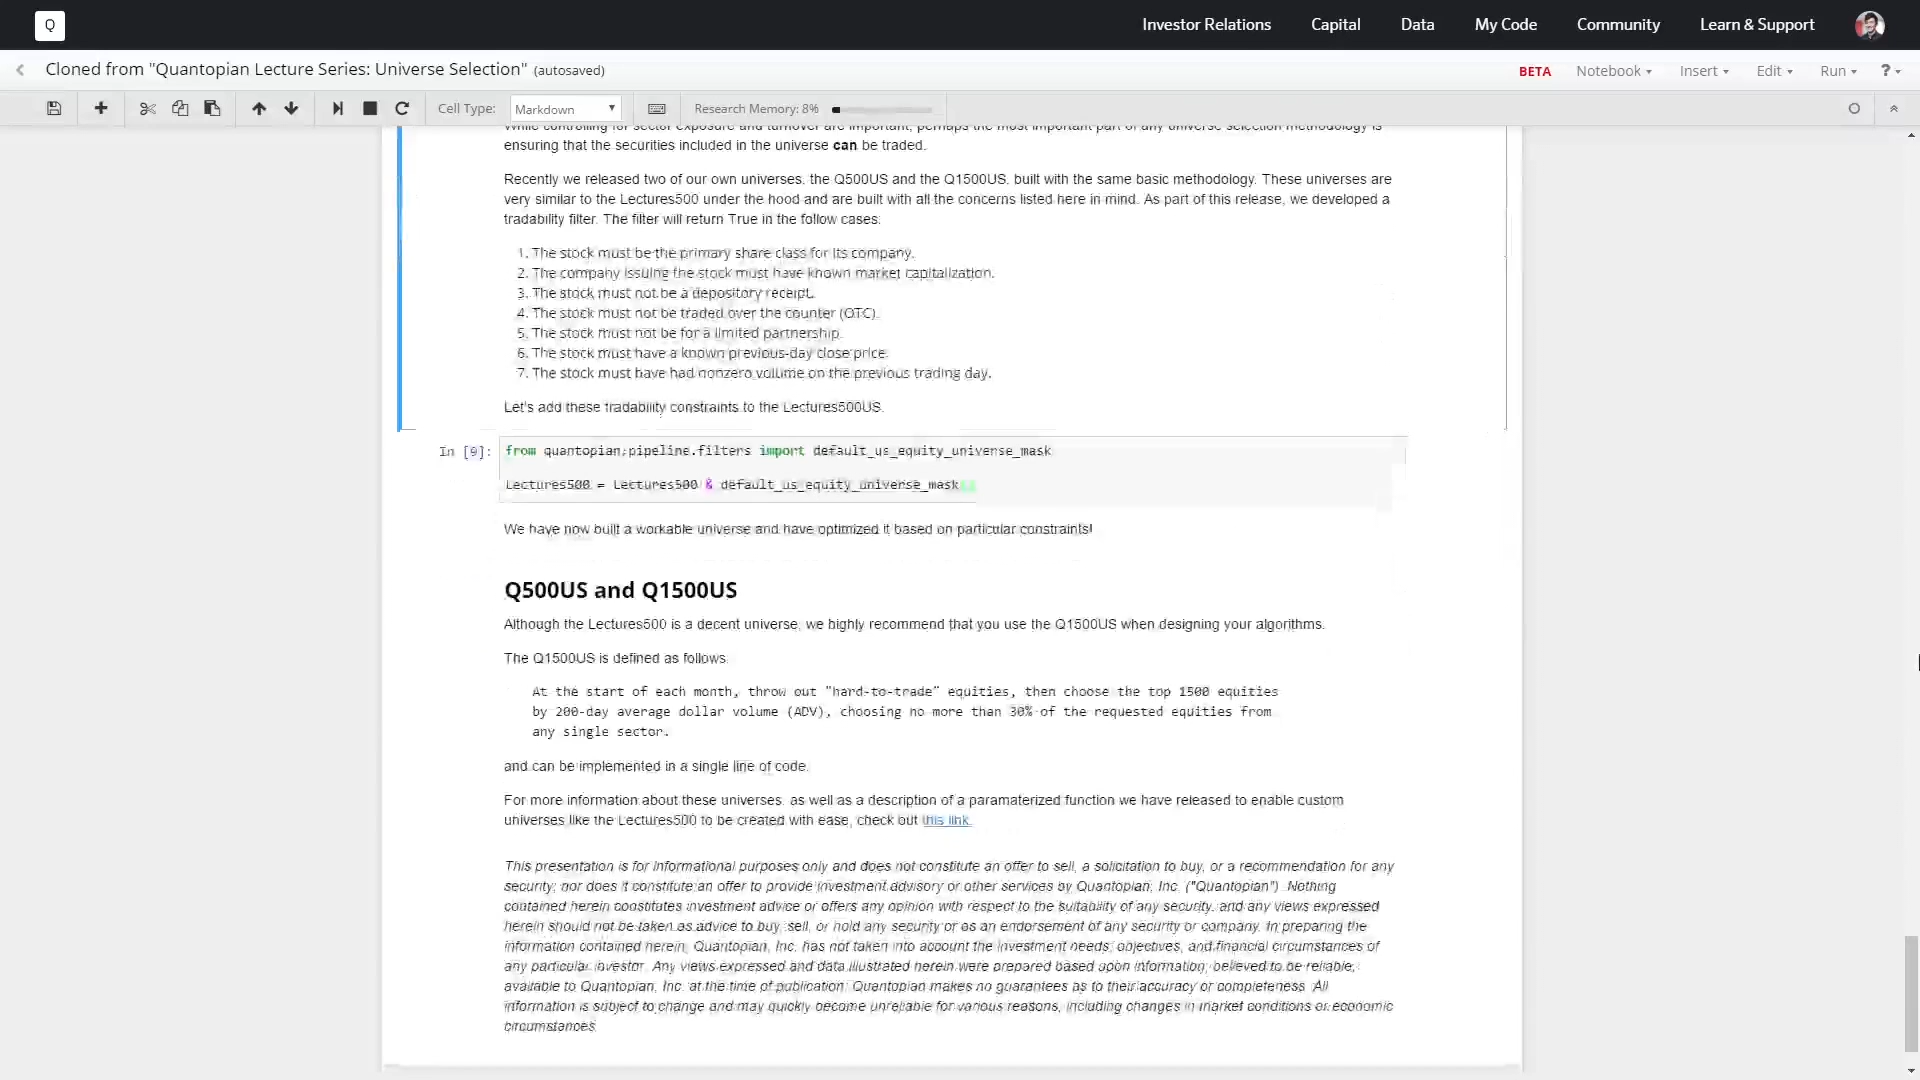 Q
Investor Relations
Capital
Data
My Code
Community
Learn & Support
Cloned from "Quantopian Lecture Series: Universe Selection" (autosaved)
BETA
Notebook
Insert
Edit
Run
?
Cell Type:
Markdown
Research Memory: 8%
While controlling for sector exposure and turnover are important, perhaps the most important part of any universe selection methodology is
ensuring that the securities included in the universe can be traded.
Recently we released two of our own universes, the Q500US and the Q1500US, built with the same basic methodology. These universes are
very similar to the Lectures500 under the hood and are built with all the concerns listed here in mind. As part of this release, we developed a
tradability filter. The filter will return True in the follow cases:
1. The stock must be the primary share class for its company.
2. The company issuing the stock must have known market capitalization.
3. The stock must not be a depository receipt.
4. The stock must not be traded over the counter (OTC).
5. The stock must not be for a limited partnership.
6. The stock must have a known previous-day close price.
7. The stock must have had nonzero volume on the previous trading day.
Let's add these tradability constraints to the Lectures500US.
In [9]:
from quantopian.pipeline.filters import default_us_equity_universe_mask
Lectures500 = Lectures500 & default_us_equity_universe_mask()
We have now built a workable universe and have optimized it based on particular constraints!
Q500US and Q1500US
Although the Lectures500 is a decent universe, we highly recommend that you use the Q1500US when designing your algorithms.
The Q1500US is defined as follows:
At the start of each month, throw out "hard-to-trade" equities, then choose the top 1500 equities
by 200-day average dollar volume (ADV), choosing no more than 30% of the requested equities from
any single sector.
and can be implemented in a single line of code.
For more information about these universes, as well as a description of a paramaterized function we have released to enable custom
universes like the Lectures500 to be created with ease, check out this link.
This presentation is for informational purposes only and does not constitute an offer to sell, a solicitation to buy, or a recommendation for any
security; nor does it constitute an offer to provide investment advisory or other services by Quantopian, Inc. ("Quantopian"). Nothing
contained herein constitutes investment advice or offers any opinion with respect to the suitability of any security, and any views expressed
herein should not be taken as advice to buy, sell, or hold any security or as an endorsement of any security or company. In preparing the
information contained herein, Quantopian, Inc. has not taken into account the investment needs, objectives, and financial circumstances of
any particular investor. Any views expressed and data illustrated herein were prepared based upon information, believed to be reliable,
available to Quantopian, Inc. at the time of publication. Quantopian makes no guarantees as to their accuracy or completeness. All
information is subject to change and may quickly become unreliable for various reasons, including changes in market conditions or economic
circumstances.